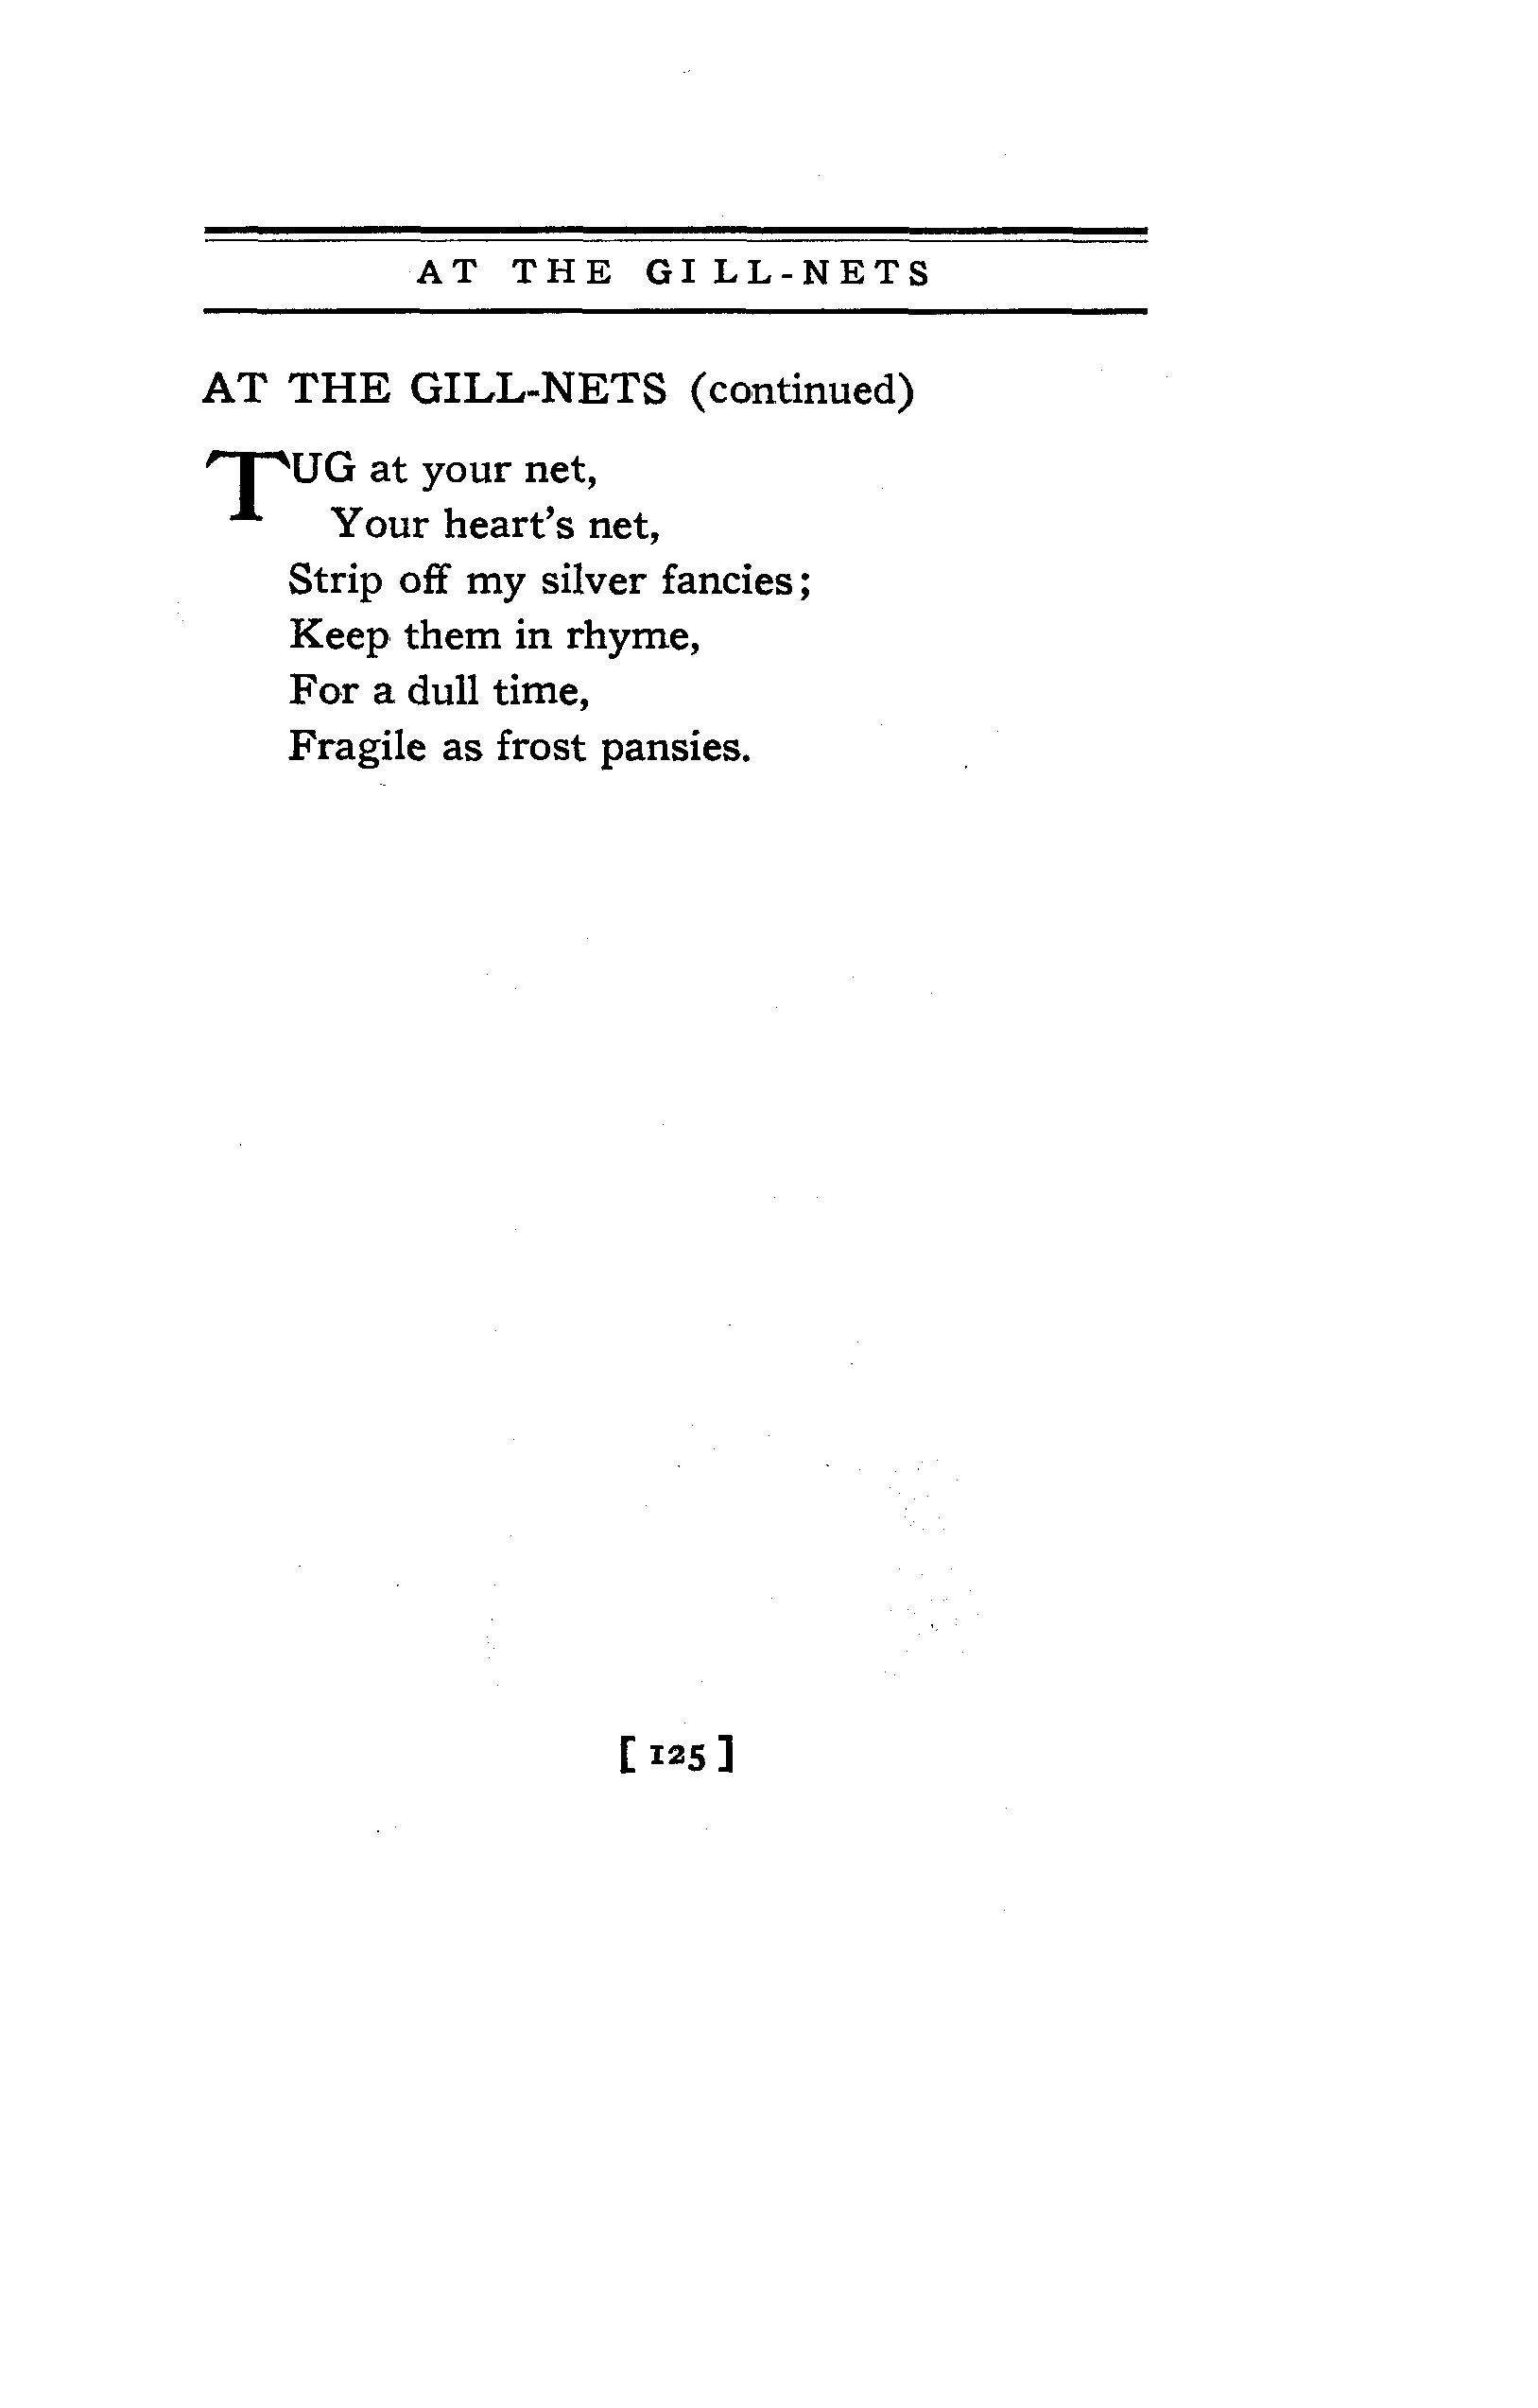 AT THE GILL-NETS
AT THE GILL-NETS (continued)
TUG at your net,
Your heart's net,
Strip off my silver fancies;
Keep them in rhyme,
For a dull time,
Fragile as frost pansies.
[ 125 ]